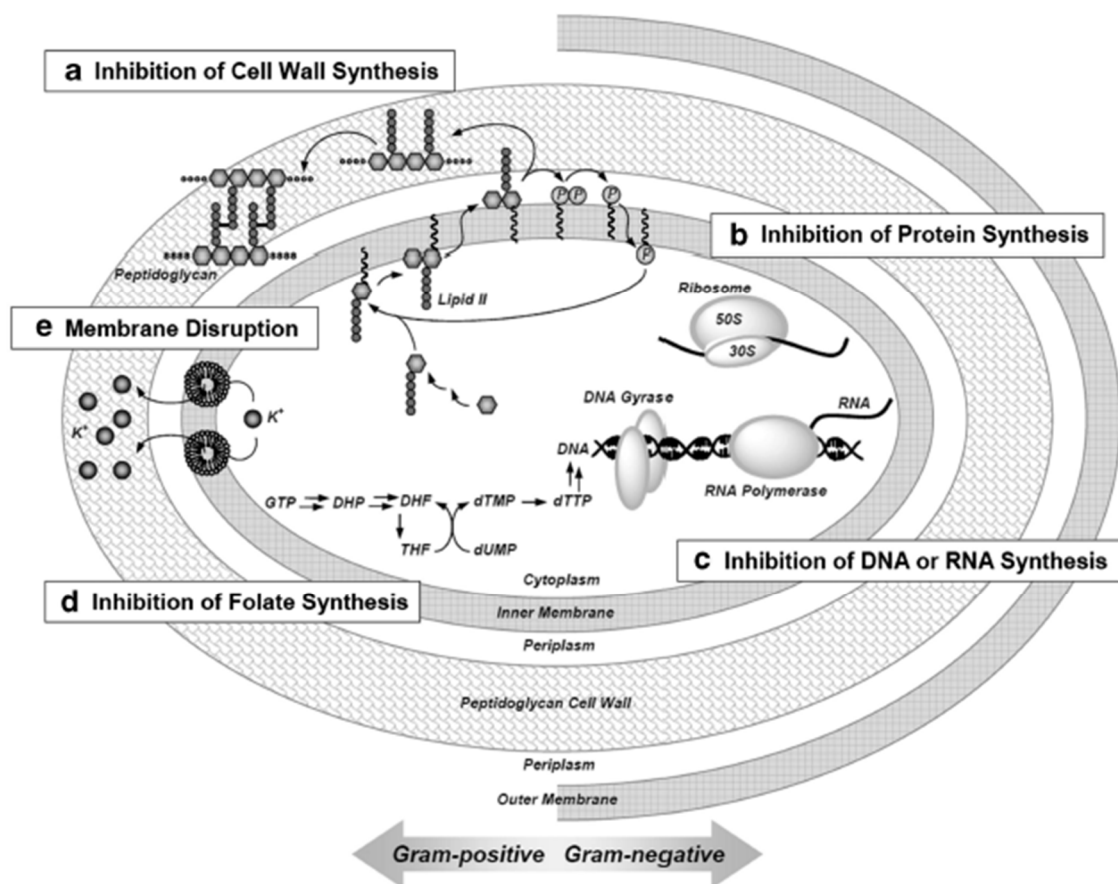 a Inhibition of Cell Wall Synthesis
P P P
b Inhibition of Protein Synthesis
P
Peptidoglycan
Lipid II
Ribosome
50S
30S
e Membrane Disruption
K⁺ K⁺
DNA Gyrase
RNA
DNA
RNA Polymerase
GTP DHP DHF dTMP dTTP
THF dUMP
c Inhibition of DNA or RNA Synthesis
Cytoplasm
d Inhibition of Folate Synthesis
Inner Membrane
Periplasm
Peptidoglycan Cell Wall
Periplasm
Outer Membrane
Gram-positive Gram-negative